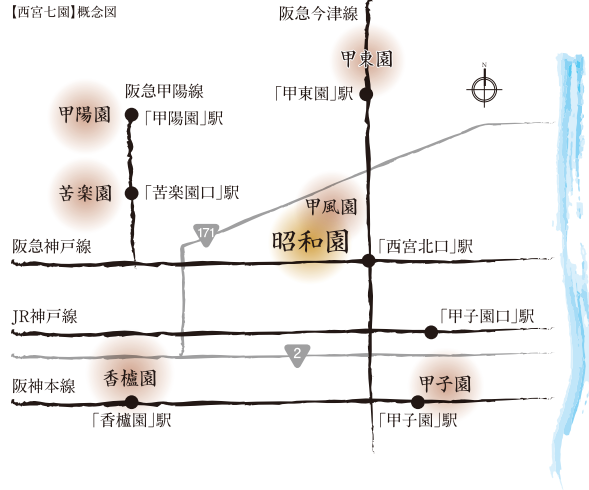 【西宮七園】概念図
阪急今津線
甲東園
N
阪急甲陽線
「甲東園」駅
甲陽園
「甲陽園」駅
苦楽園
「苦楽園口」駅
甲風園
171
昭和園
阪急神戸線
「西宮北口」駅
JR神戸線
「甲子園口」駅
2
香櫨園
甲子園
阪神本線
「香櫨園」駅
「甲子園」駅